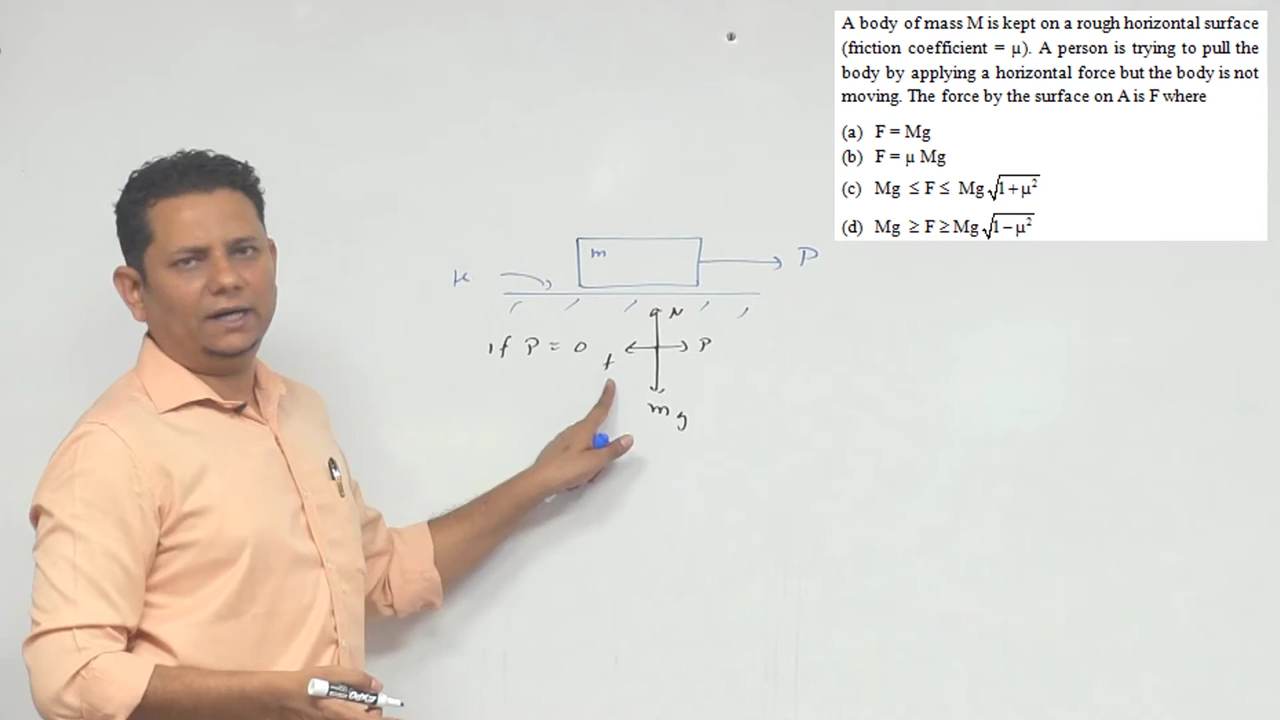 A body of mass M is kept on a rough horizontal surface
(friction coefficient = μ). A person is trying to pull the
body by applying a horizontal force but the body is not
moving. The force by the surface on A is F where
(a) F = Mg
(b) F = μ Mg
(c) Mg ≤ F ≤ Mg√1+μ²
(d) Mg ≥ F ≥ Mg√1−μ²
m
P
μ
N
If P = 0
P
f
mg